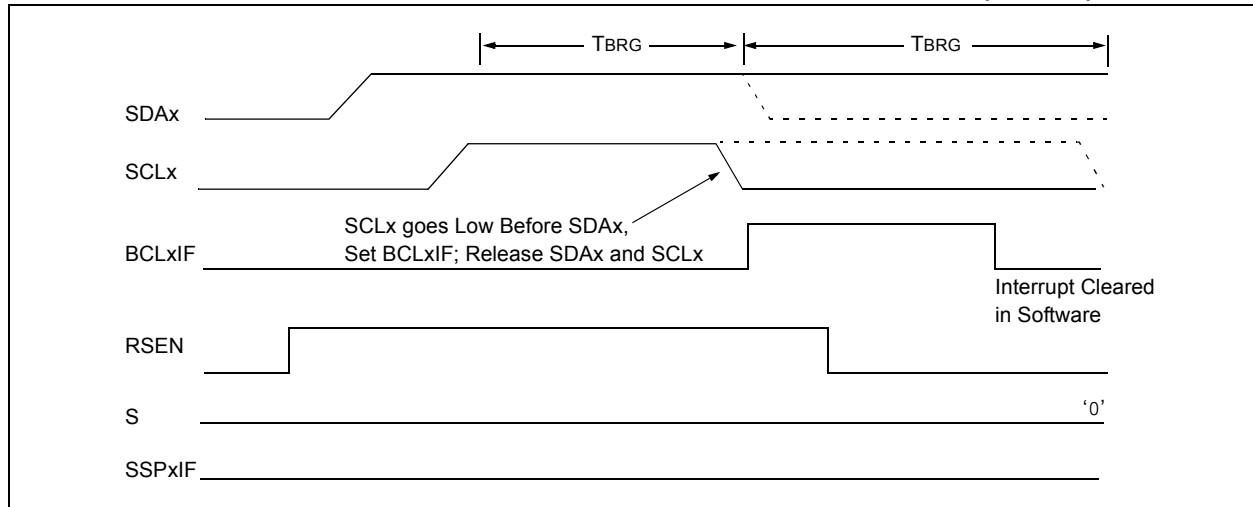 TBRG TBRG
SDAx
SCLx
SCLx goes Low Before SDAx,
Set BCLxIF; Release SDAx and SCLx
BCLxIF
Interrupt Cleared
in Software
RSEN
S
‘0’
SSPxIF